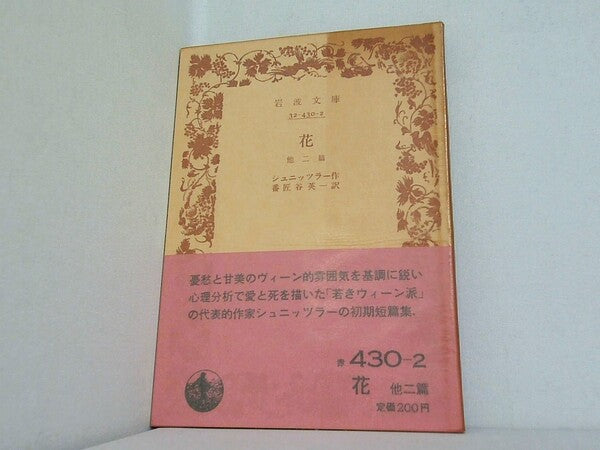 岩波文庫
32-430-2
花
他二篇
シュニッツラー作
番匠谷英一訳
憂愁と甘美のヴィーン的雰囲気を基調に鋭い
心理分析で愛と死を描いた「若きウィーン派」
の代表的作家シュニッツラーの初期短篇集、
赤 430-2
花 他二篇
定価200円